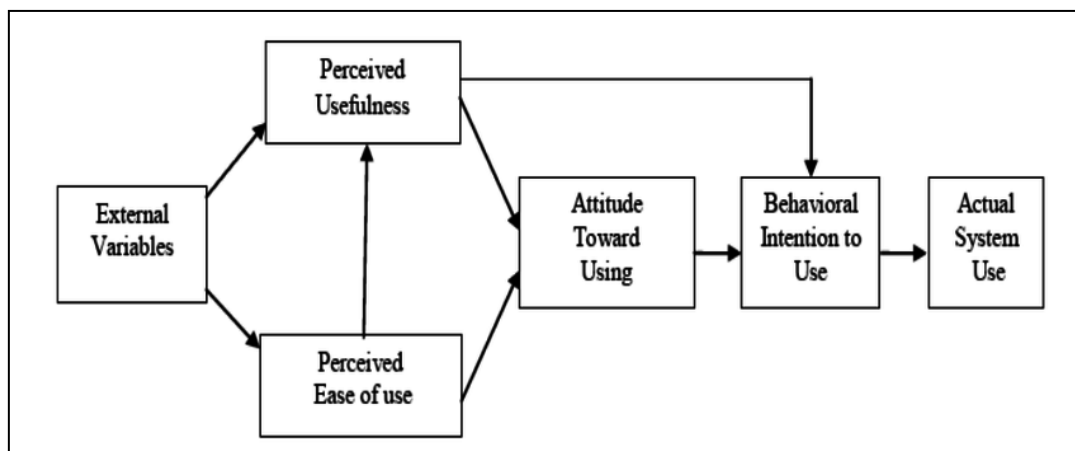 Perceived
Usefulness
External
Variables
Attitude
Toward
Using
Behavioral
Intention to
Use
Actual
System
Use
Perceived
Ease of use